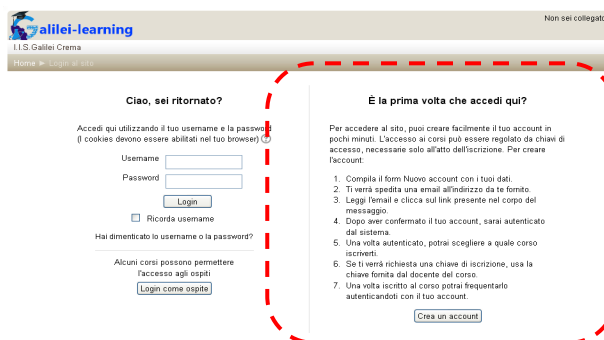 Galilei-learning
Non sei collegato
I.I.S.Galilei Crema
Home ► Login al sito
Ciao, sei ritornato?
Accedi qui utilizzando il tuo username e la password
(I cookies devono essere abilitati nel tuo browser) ?
Username
Password
Login
Ricorda username
Hai dimenticato lo username o la password?
Alcuni corsi possono permettere
l'accesso agli ospiti
Login come ospite
È la prima volta che accedi qui?
Per accedere al sito, puoi creare facilmente il tuo account in
pochi minuti. L'accesso ai corsi può essere regolato da chiavi di
accesso, necessarie solo all'atto dell'iscrizione. Per creare
l'account:
1. Compila il form Nuovo account con i tuoi dati.
2. Ti verrà spedita una email all'indirizzo da te fornito.
3. Leggi l'email e clicca sul link presente nel corpo del
messaggio.
4. Dopo aver confermato il tuo account, sarai autenticato
dal sistema.
5. Una volta autenticato, potrai scegliere a quale corso
iscriverti.
6. Se ti verrà richiesta una chiave di iscrizione, usa la
chiave fornita dal docente del corso.
7. Una volta iscritto al corso potrai frequentarlo
autenticandoti con il tuo account.
Crea un account